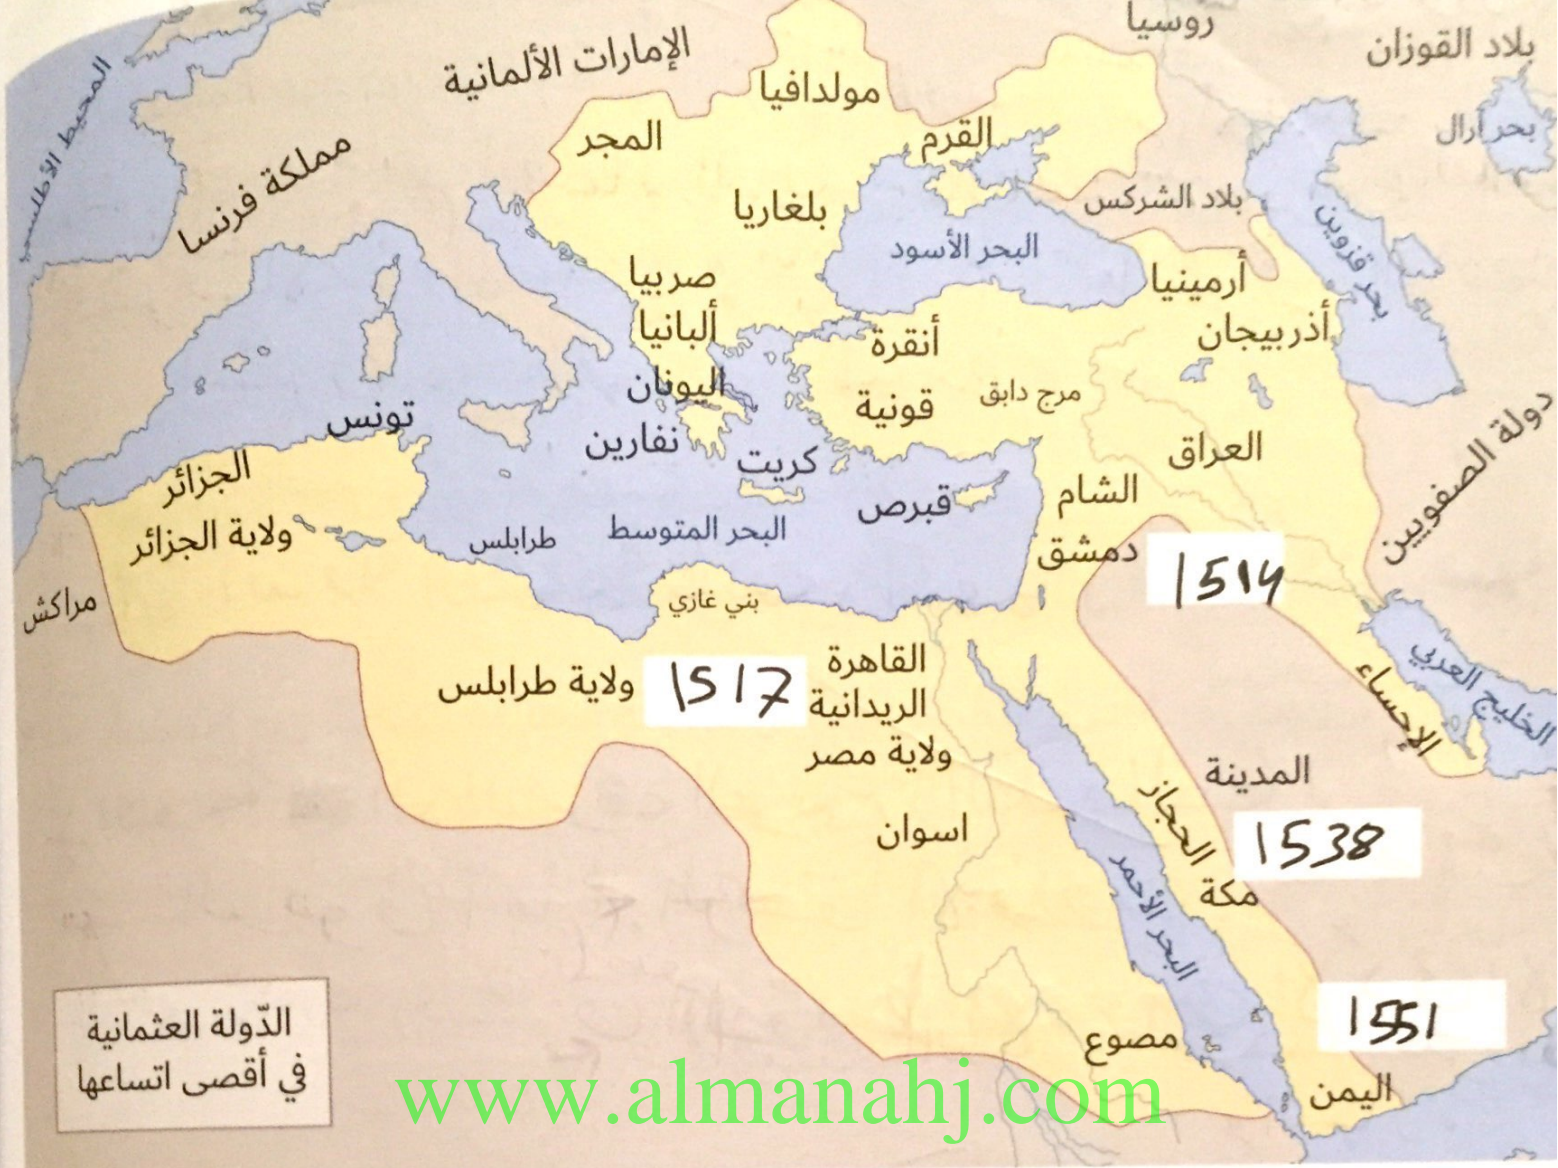 روسيا
بلاد القوزان
الإمارات الألمانية
المحيط الأطلسي
مولدافيا
بحر آرال
القرم
المجر
مملكة فرنسا
بلاد الشركس
بلغاريا
بحر قزوين
البحر الأسود
صربيا
أرمينيا
ألبانيا
أذربيجان
أنقرة
اليونان
مرج دابق
قونية
تونس
نفارين
كريت
العراق
دولة الصفويين
الجزائر
الشام
قبرص
ولاية الجزائر
طرابلس
البحر المتوسط
دمشق
1514
مراكش
بني غازي
القاهرة
الخليج العربي
ولاية طرابلس
1517
الريدانية
الإحساء
ولاية مصر
المدينة
الحجاز
اسوان
1538
مكة
البحر الأحمر
1551
الدّولة العثمانية
في أقصى اتساعها
مصوع
اليمن
www.almanahj.com